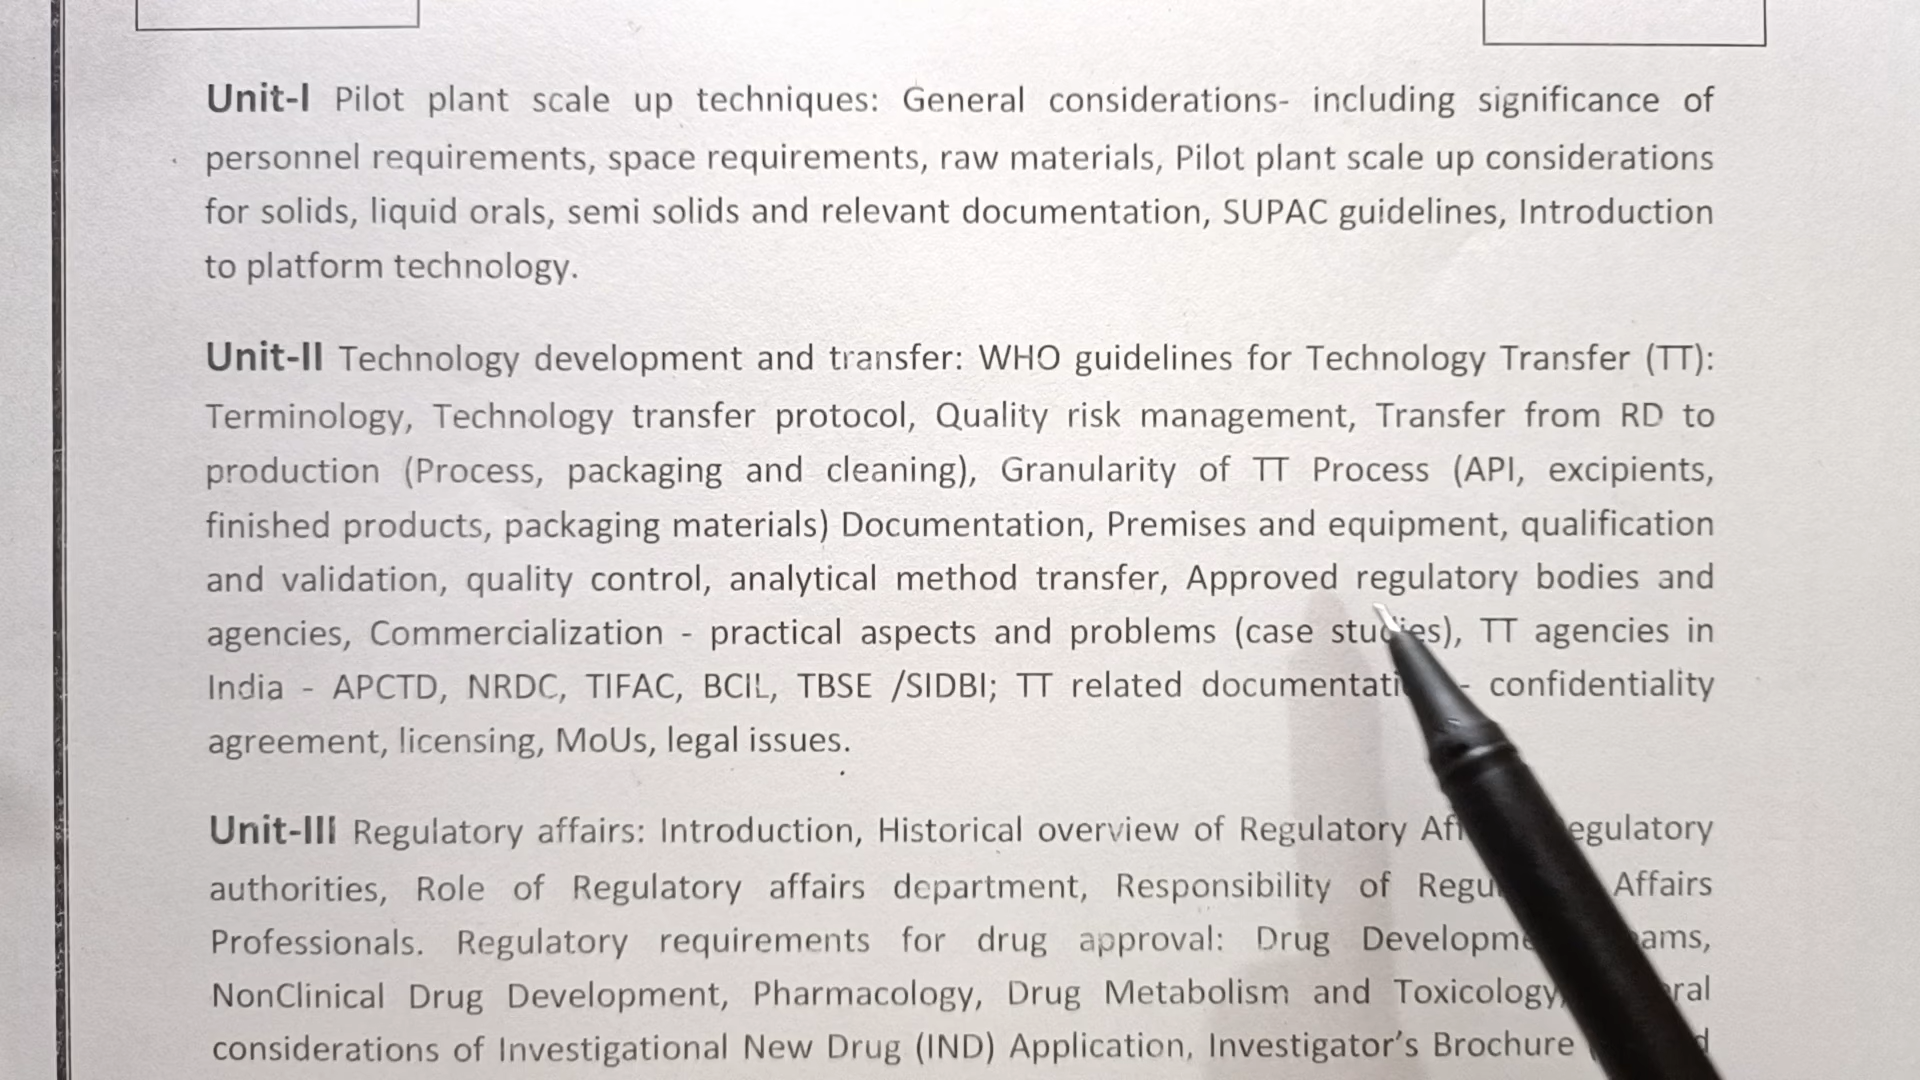 Unit-I Pilot plant scale up techniques: General considerations- including significance of
personnel requirements, space requirements, raw materials, Pilot plant scale up considerations
for solids, liquid orals, semi solids and relevant documentation, SUPAC guidelines, Introduction
to platform technology.
Unit-II Technology development and transfer: WHO guidelines for Technology Transfer (TT):
Terminology, Technology transfer protocol, Quality risk management, Transfer from RD to
production (Process, packaging and cleaning), Granularity of TT Process (API, excipients,
finished products, packaging materials) Documentation, Premises and equipment, qualification
and validation, quality control, analytical method transfer, Approved regulatory bodies and
agencies, Commercialization - practical aspects and problems (case studies), TT agencies in
India - APCTD, NRDC, TIFAC, BCIL, TBSE /SIDBI; TT related - confidentiality
agreement, licensing, MoUs, legal issues.
Unit-III Regulatory affairs: Introduction, Historical overview of Regulatory
authorities, Role of Regulatory affairs department, Responsibility of Affairs
Professionals. Regulatory requirements for drug approval: Drug
NonClinical Drug Development, Pharmacology, Drug Metabolism and Toxicology,
considerations of Investigational New Drug (IND) Application, Investigator's Brochure